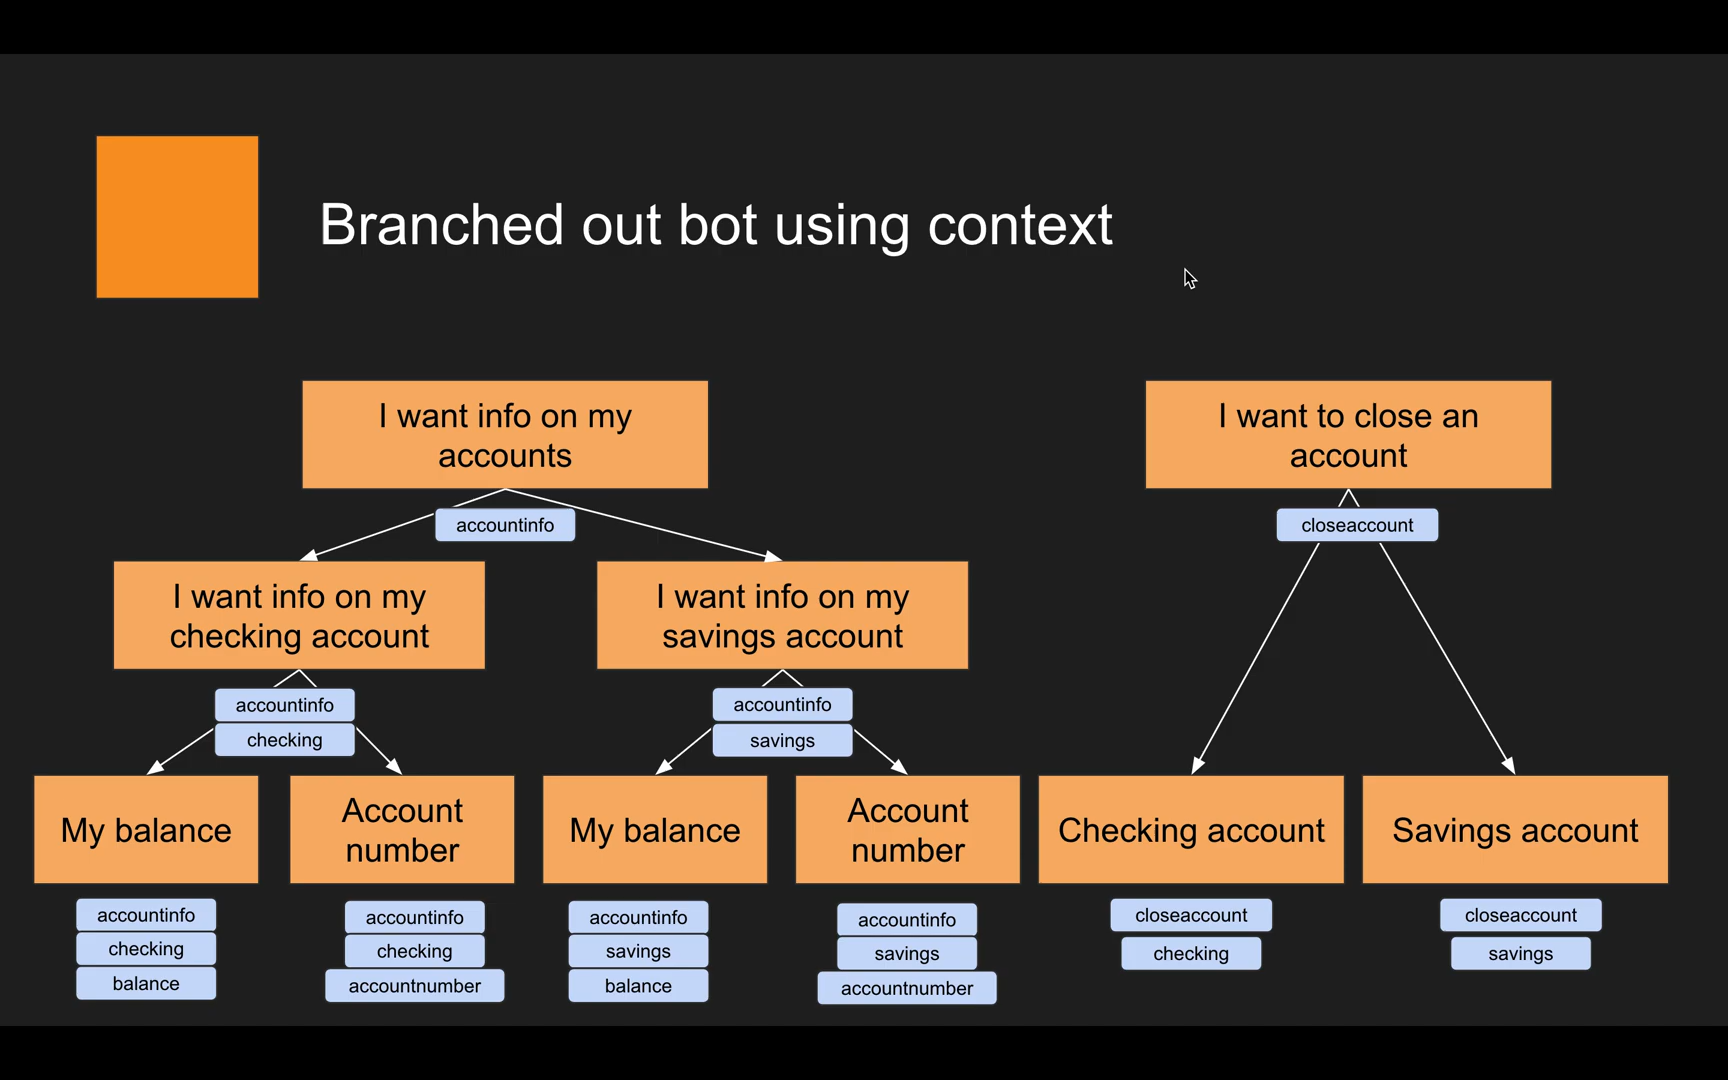 Branched out bot using context
I want info on my
accounts
accountinfo
I want to close an
account
closeaccount
I want info on my
checking account
accountinfo
checking
I want info on my
savings account
accountinfo
savings
My balance
accountinfo
checking
balance
Account
number
accountinfo
checking
accountnumber
My balance
accountinfo
savings
balance
Account
number
accountinfo
savings
accountnumber
Checking account
closeaccount
checking
Savings account
closeaccount
savings